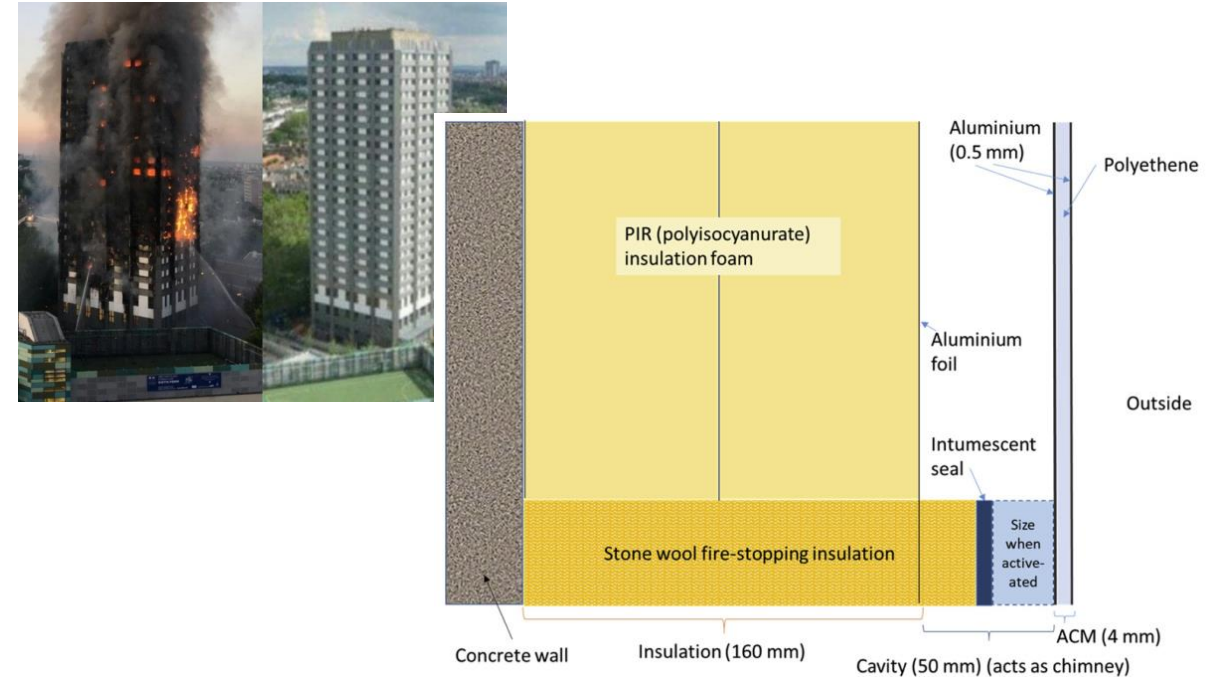 Aluminium
(0.5 mm)
Polyethene
PIR (polyisocyanurate)
insulation foam
Aluminium
foil
Outside
Intumescent
seal
Size
when
active-
ated
Stone wool fire-stopping insulation
Concrete wall
Insulation (160 mm)
ACM (4 mm)
Cavity (50 mm) (acts as chimney)